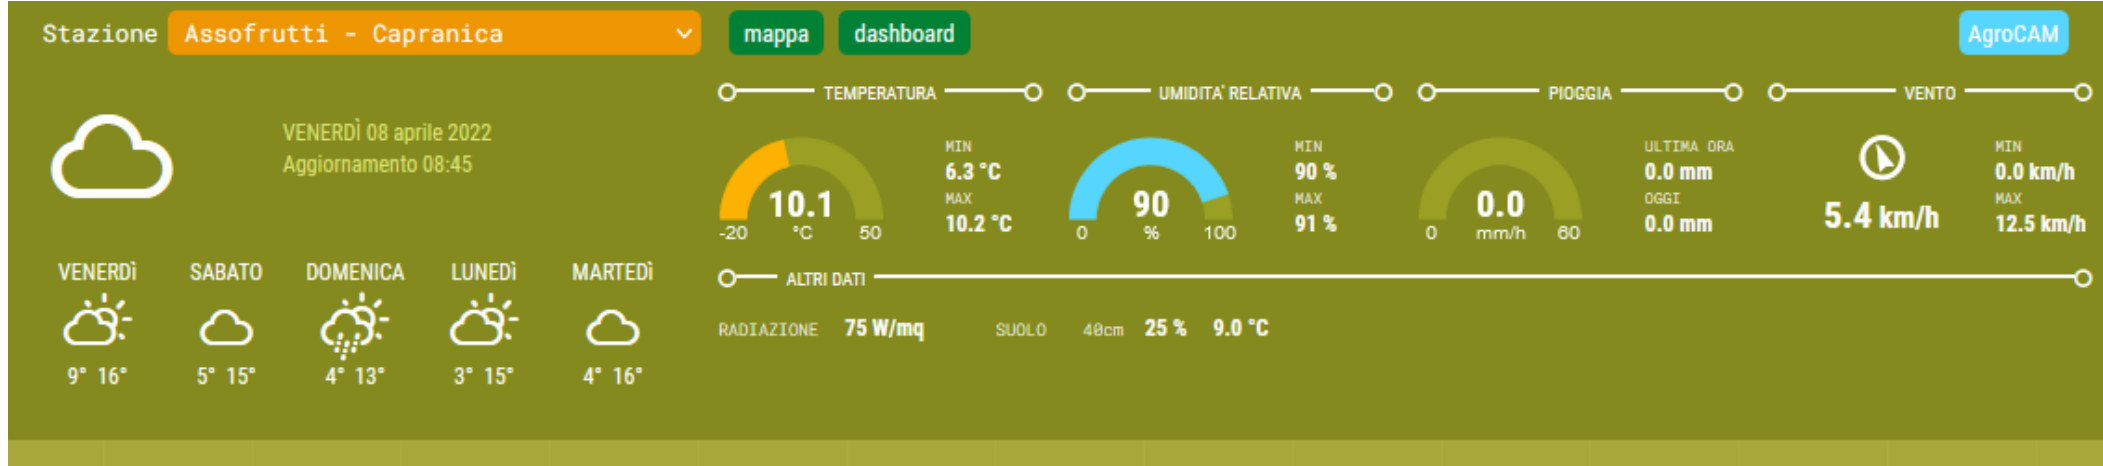 Stazione Assofrutti - Capranica mappa dashboard AgroCAM
VENERDÌ 08 aprile 2022
Aggiornamento 08:45
TEMPERATURA
10.1
°C
-20 50
MIN
6.3 °C
MAX
10.2 °C
UMIDITA' RELATIVA
90
%
0 100
MIN
90 %
MAX
91 %
PIOGGIA
0.0
mm/h
0 60
ULTIMA ORA
0.0 mm
OGGI
0.0 mm
VENTO
5.4 km/h
MIN
0.0 km/h
MAX
12.5 km/h
VENERDÌ SABATO DOMENICA LUNEDÌ MARTEDÌ
9° 16° 5° 15° 4° 13° 3° 15° 4° 16°
ALTRI DATI
RADIAZIONE 75 W/mq SUOLO 40cm 25 % 9.0 °C